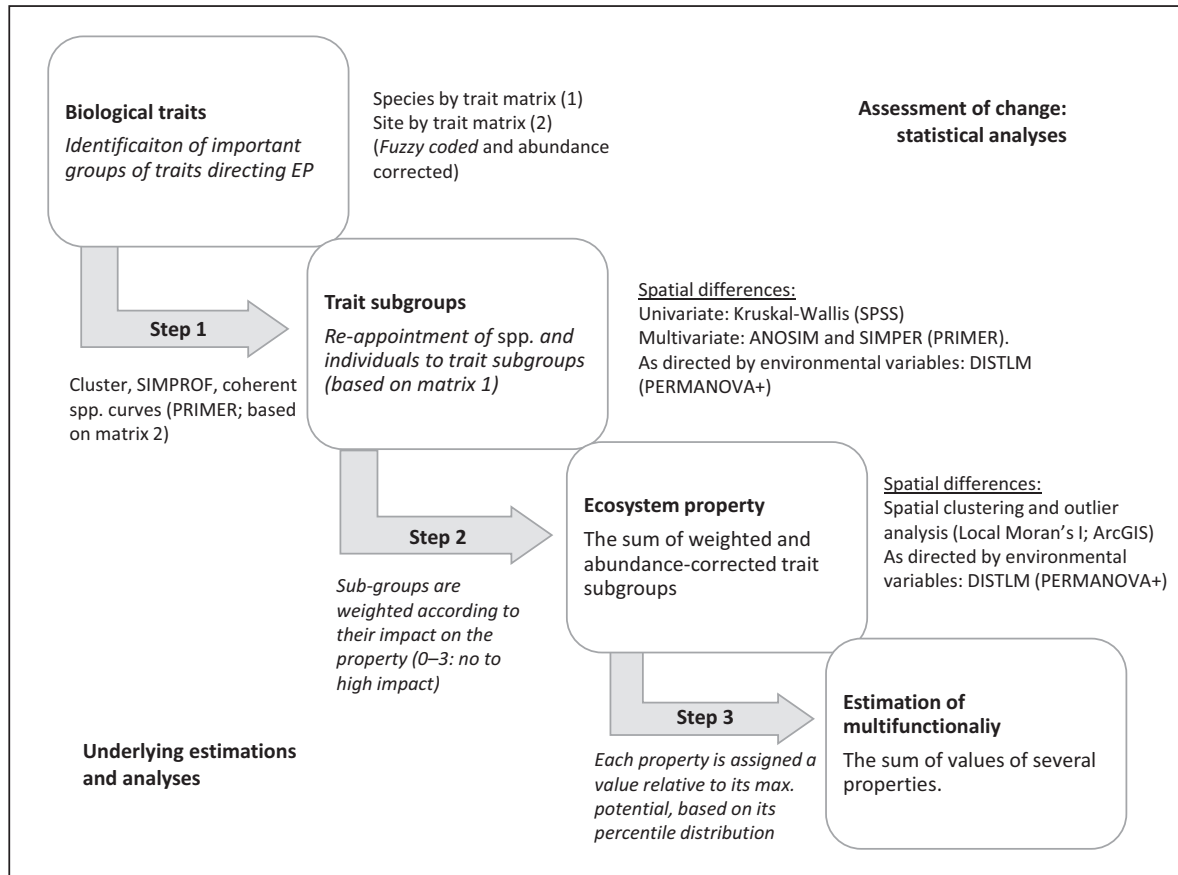 Biological traits
Identificaiton of important
groups of traits directing EP
Species by trait matrix (1)
Site by trait matrix (2)
(Fuzzy coded and abundance
corrected)
Assessment of change:
statistical analyses
Step 1
Cluster, SIMPROF, coherent
spp. curves (PRIMER; based
on matrix 2)
Trait subgroups
Re-appointment of spp. and
individuals to trait subgroups
(based on matrix 1)
Spatial differences:
Univariate: Kruskal-Wallis (SPSS)
Multivariate: ANOSIM and SIMPER (PRIMER).
As directed by environmental variables: DISTLM
(PERMANOVA+)
Step 2
Sub-groups are
weighted according to
their impact on the
property (0–3: no to
high impact)
Ecosystem property
The sum of weighted and
abundance-corrected trait
subgroups
Spatial differences:
Spatial clustering and outlier
analysis (Local Moran's I; ArcGIS)
As directed by environmental
variables: DISTLM (PERMANOVA+)
Step 3
Each property is assigned a
value relative to its max.
potential, based on its
percentile distribution
Estimation of
multifunctionaliy
The sum of values of several
properties.
Underlying estimations
and analyses